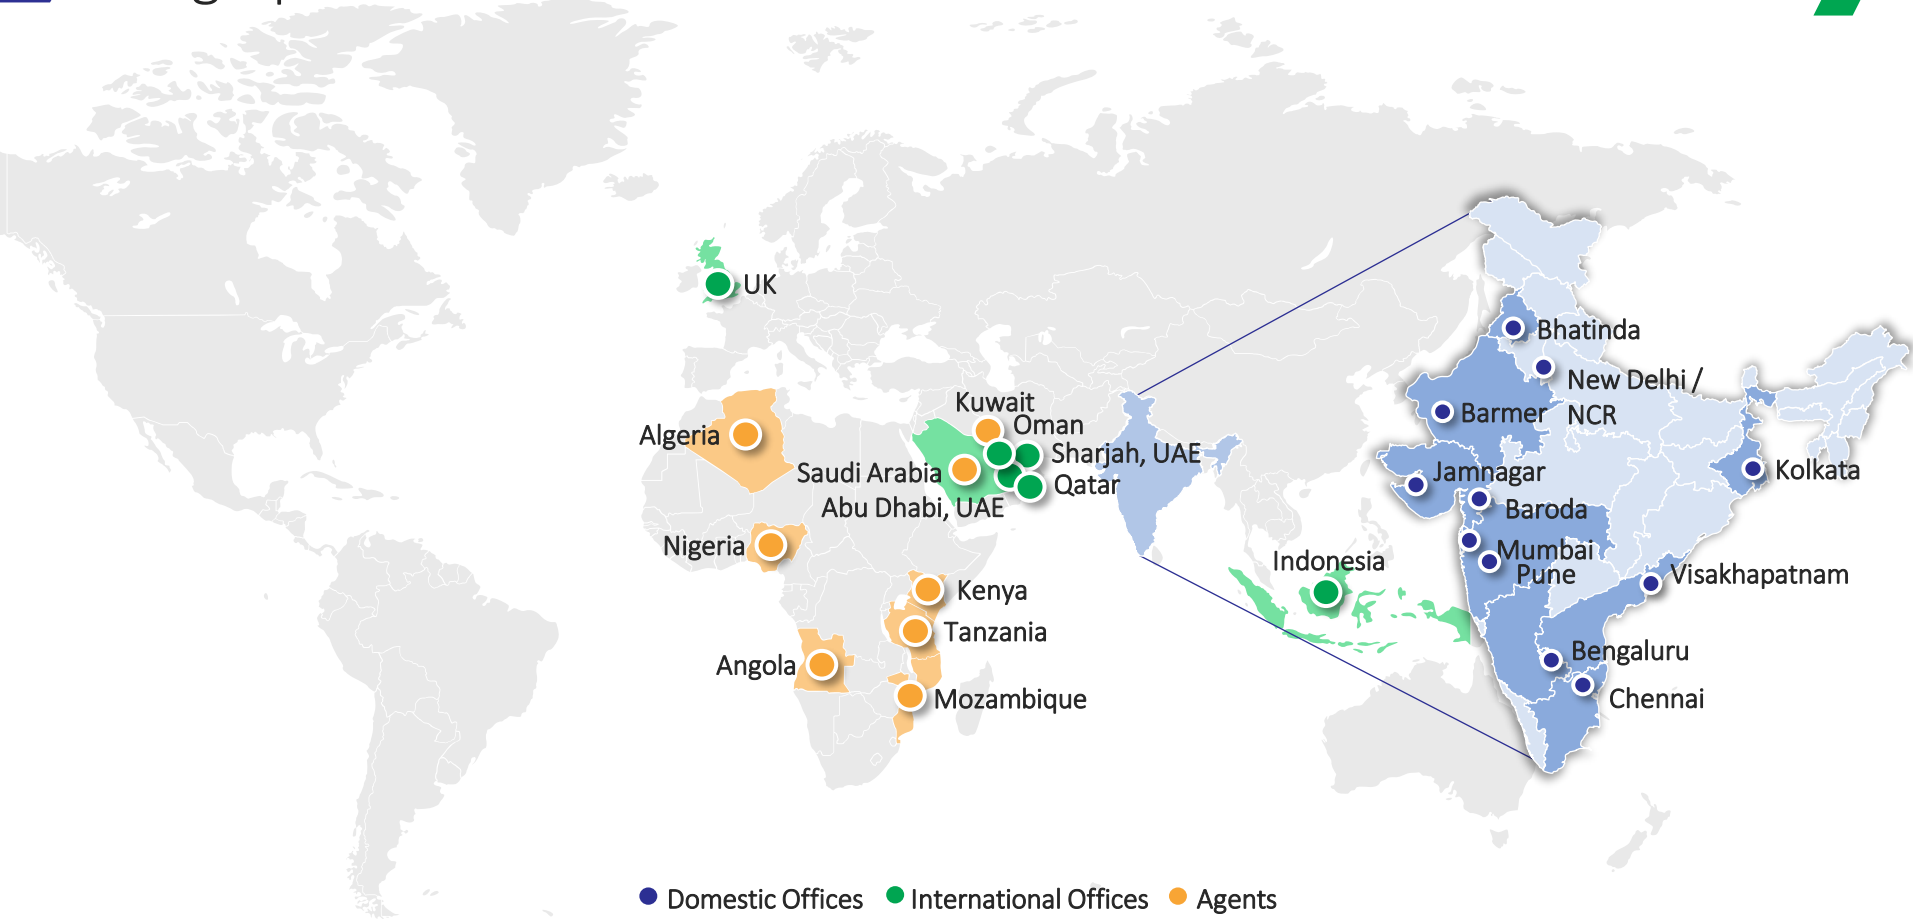 UK
Bhatinda
New Delhi /
NCR
Barmer
Kuwait
Oman
Algeria
Sharjah, UAE
Saudi Arabia
Qatar
Abu Dhabi, UAE
Jamnagar
Kolkata
Baroda
Nigeria
Mumbai
Pune
Indonesia
Visakhapatnam
Kenya
Tanzania
Angola
Bengaluru
Mozambique
Chennai
Domestic Offices
International Offices
Agents